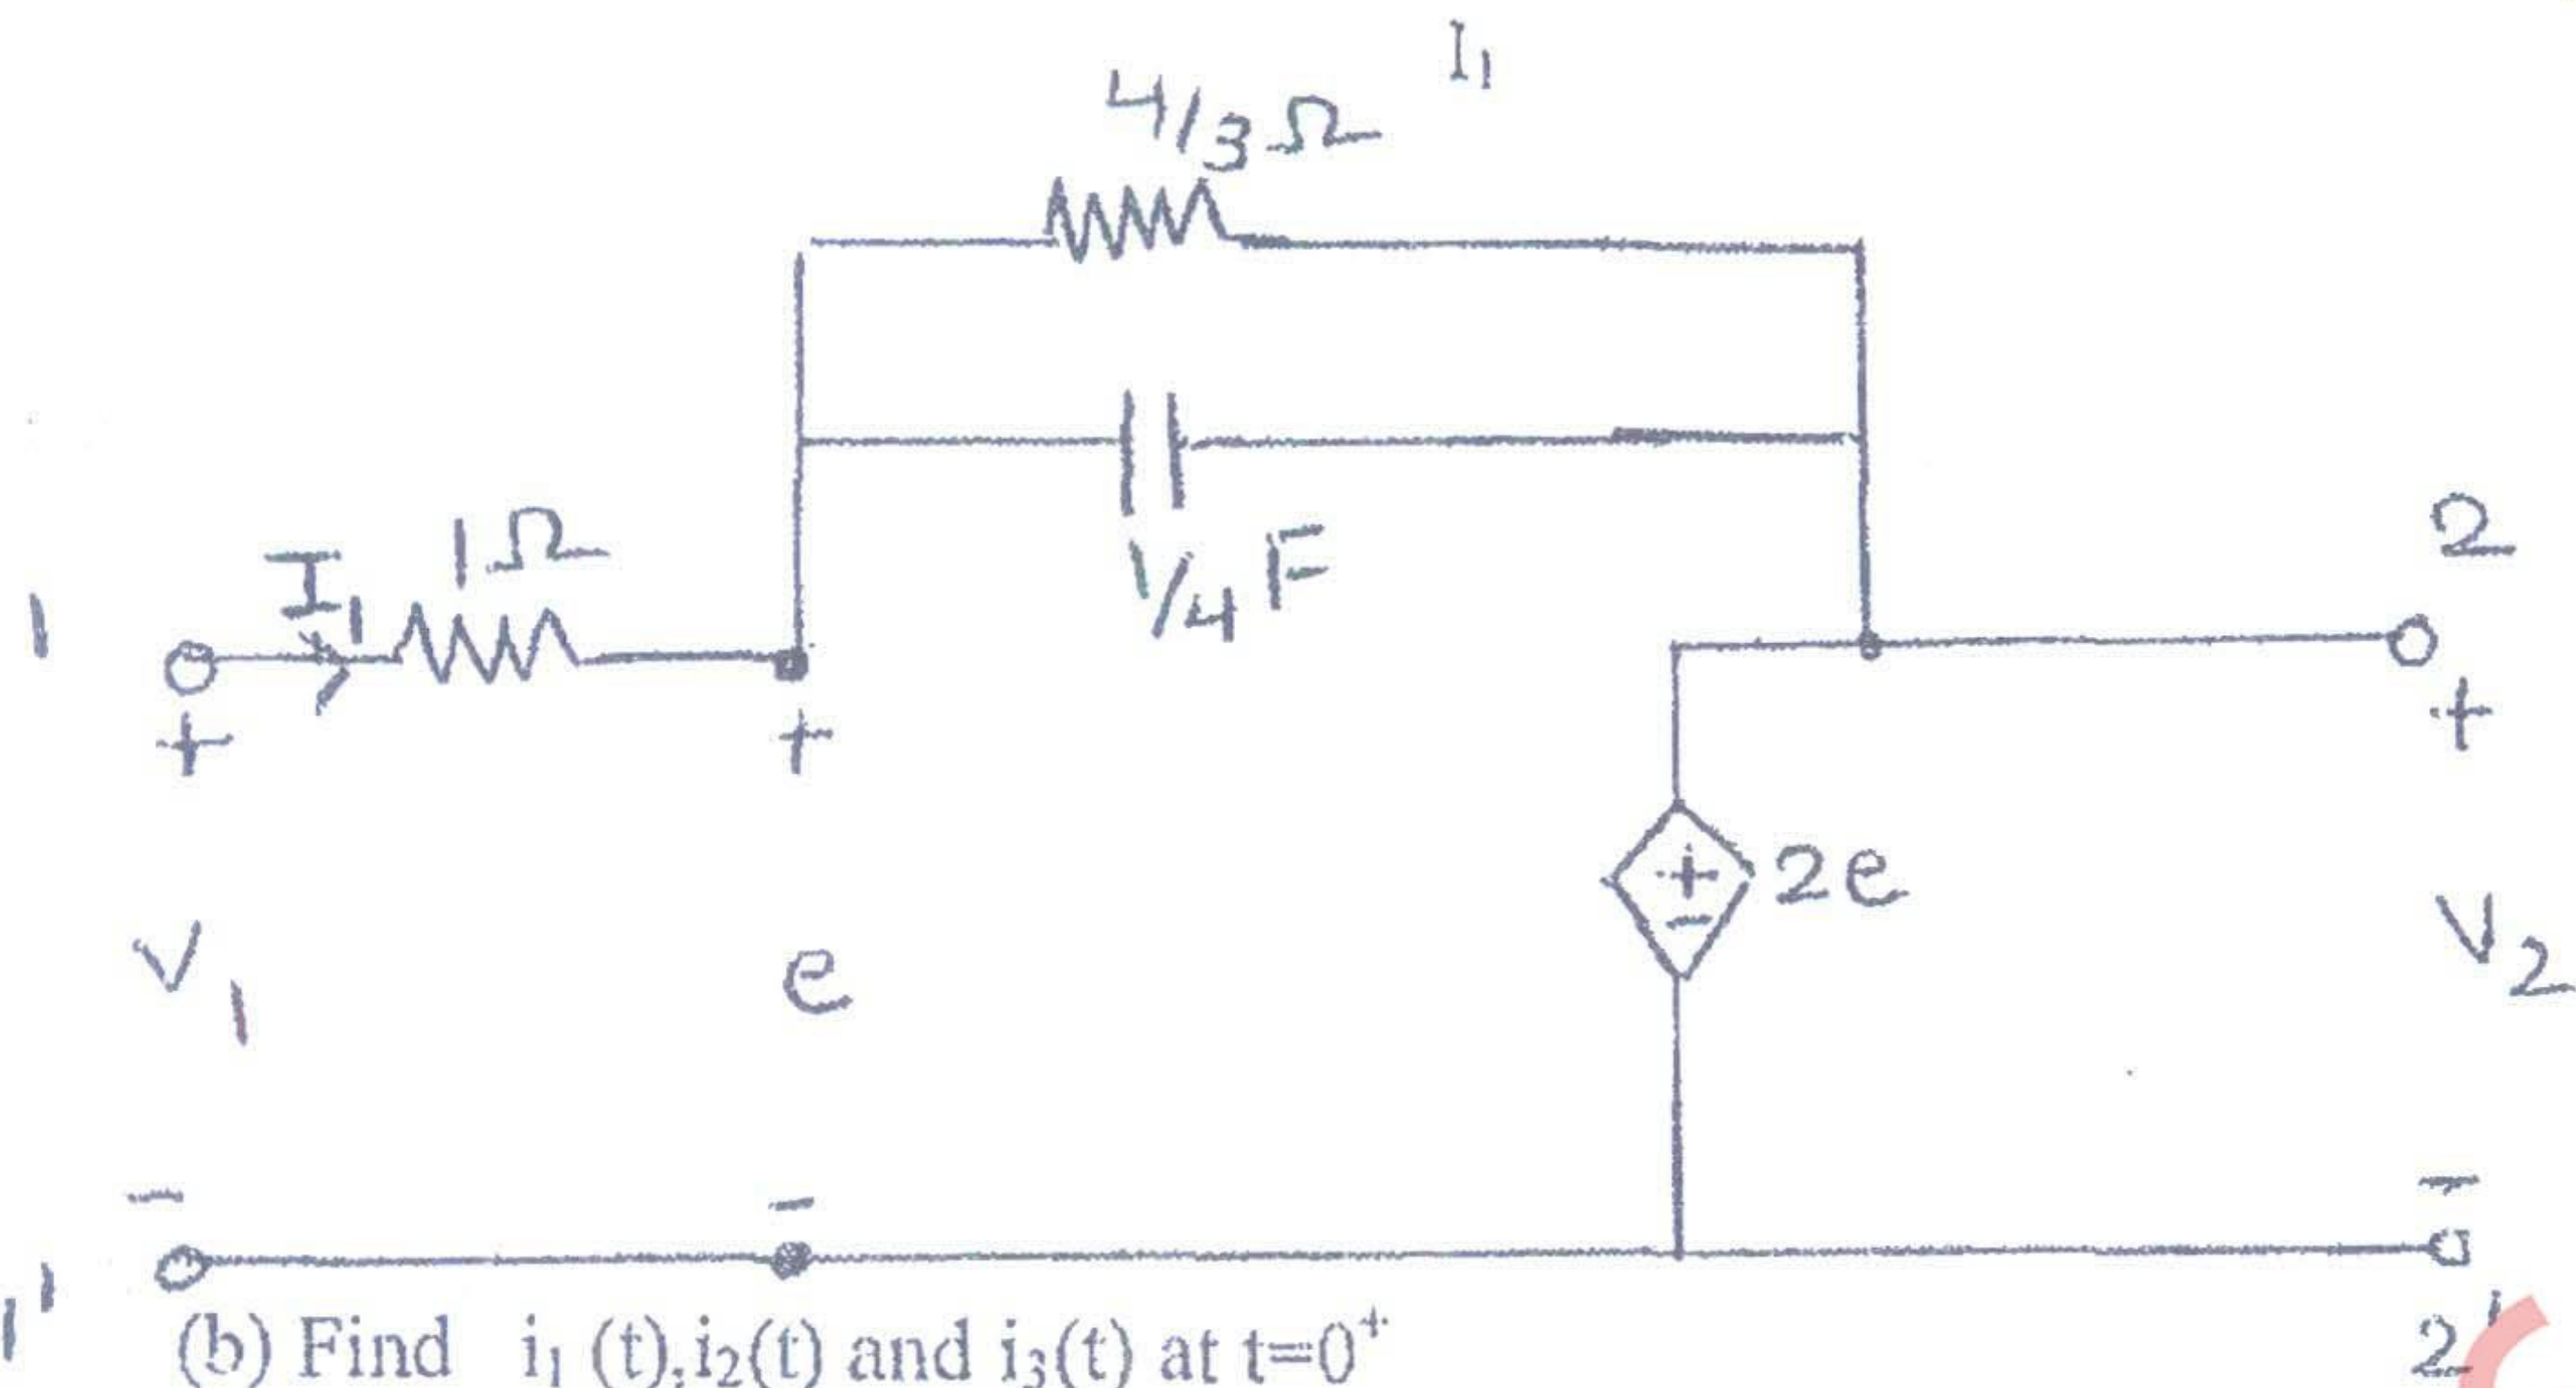 I1
4/3 Ω
1/4 F
I1 1Ω
1
2
+ + +
+
- 2e
V1 e V2
- - -
1' 2'
(b) Find i1 (t),i2(t) and i3(t) at t=0+